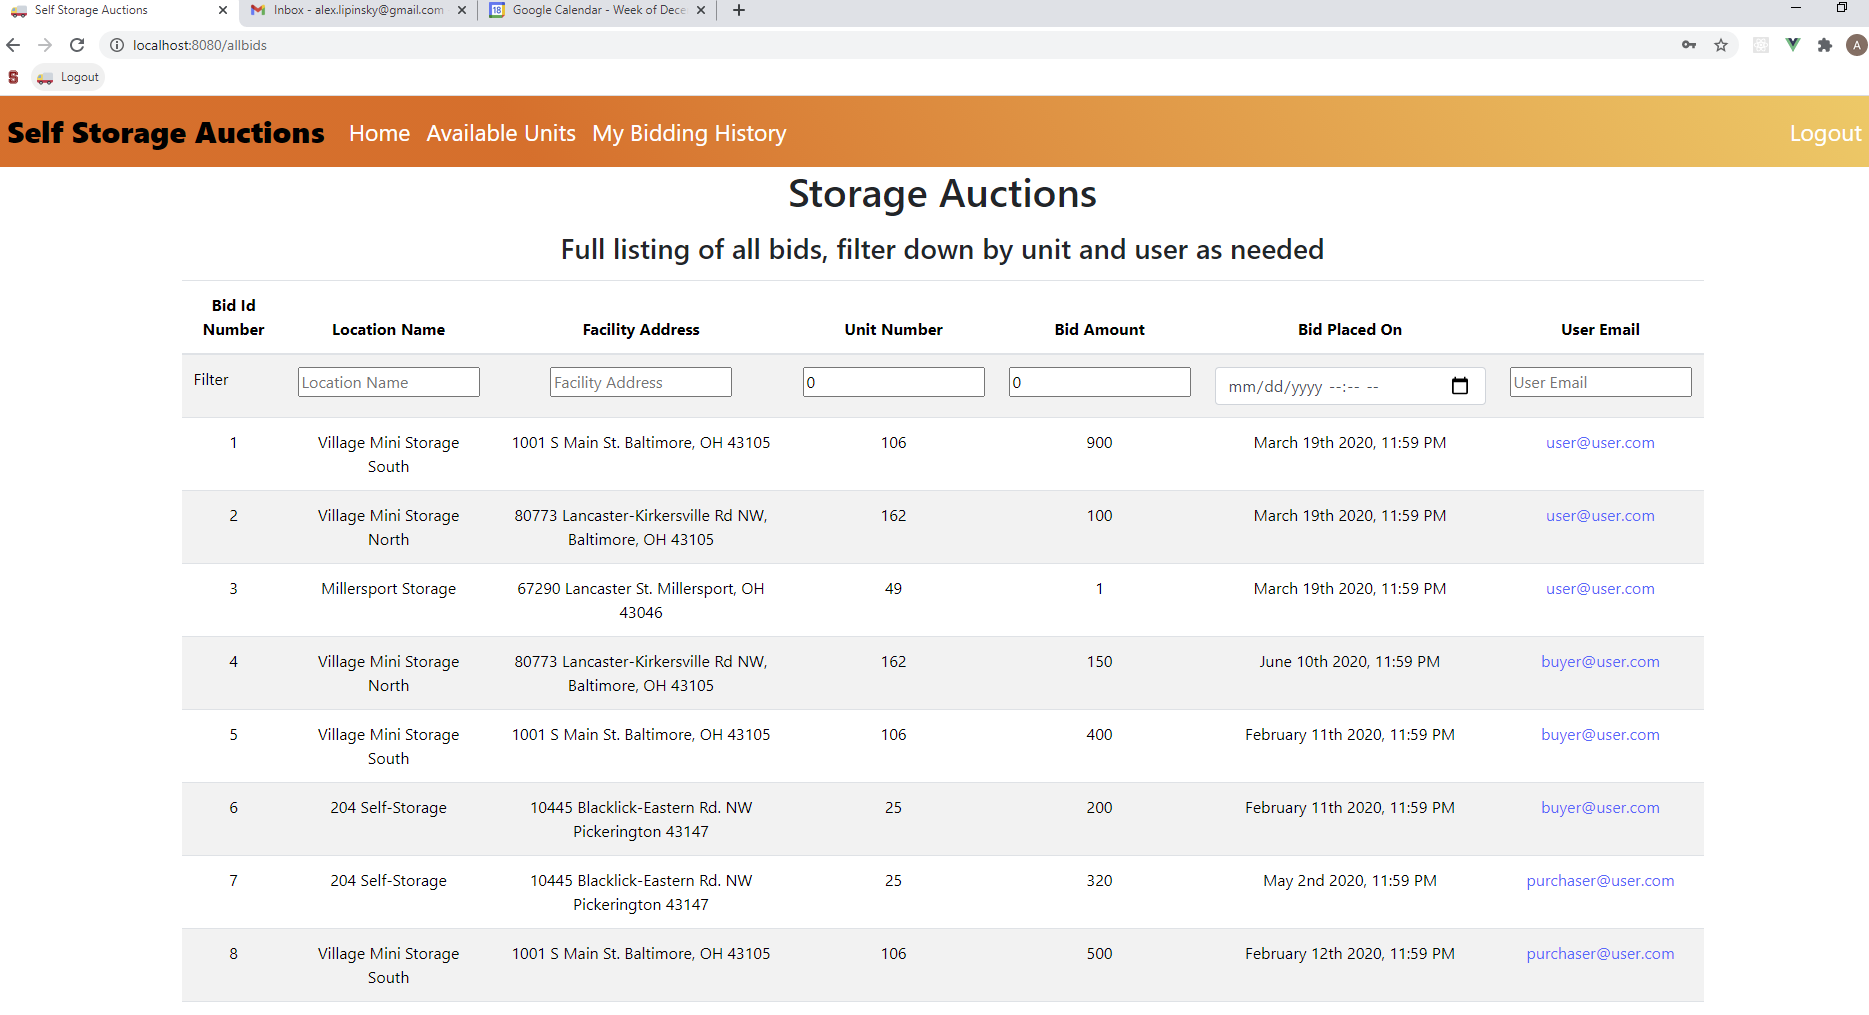 Self Storage Auctions
Inbox - alex.lipinsky@gmail.com
18
Google Calendar - Week of Dece
localhost:8080/allbids
A
S
Logout
Self Storage Auctions Home Available Units My Bidding History Logout
Storage Auctions
Full listing of all bids, filter down by unit and user as needed
Bid Id
Number Location Name Facility Address Unit Number Bid Amount Bid Placed On User Email
Filter Location Name Facility Address 0 0 mm/dd/yyyy --:-- -- User Email
1 Village Mini Storage 1001 S Main St. Baltimore, OH 43105 106 900 March 19th 2020, 11:59 PM user@user.com
South
2 Village Mini Storage 80773 Lancaster-Kirkersville Rd NW, 162 100 March 19th 2020, 11:59 PM user@user.com
North Baltimore, OH 43105
3 Millersport Storage 67290 Lancaster St. Millersport, OH 49 1 March 19th 2020, 11:59 PM user@user.com
43046
4 Village Mini Storage 80773 Lancaster-Kirkersville Rd NW, 162 150 June 10th 2020, 11:59 PM buyer@user.com
North Baltimore, OH 43105
5 Village Mini Storage 1001 S Main St. Baltimore, OH 43105 106 400 February 11th 2020, 11:59 PM buyer@user.com
South
6 204 Self-Storage 10445 Blacklick-Eastern Rd. NW 25 200 February 11th 2020, 11:59 PM buyer@user.com
Pickerington 43147
7 204 Self-Storage 10445 Blacklick-Eastern Rd. NW 25 320 May 2nd 2020, 11:59 PM purchaser@user.com
Pickerington 43147
8 Village Mini Storage 1001 S Main St. Baltimore, OH 43105 106 500 February 12th 2020, 11:59 PM purchaser@user.com
South